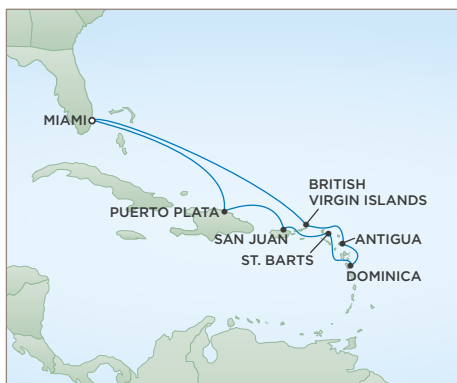 MIAMI
BRITISH
VIRGIN ISLANDS
PUERTO PLATA
SAN JUAN
ANTIGUA
ST. BARTS
DOMINICA